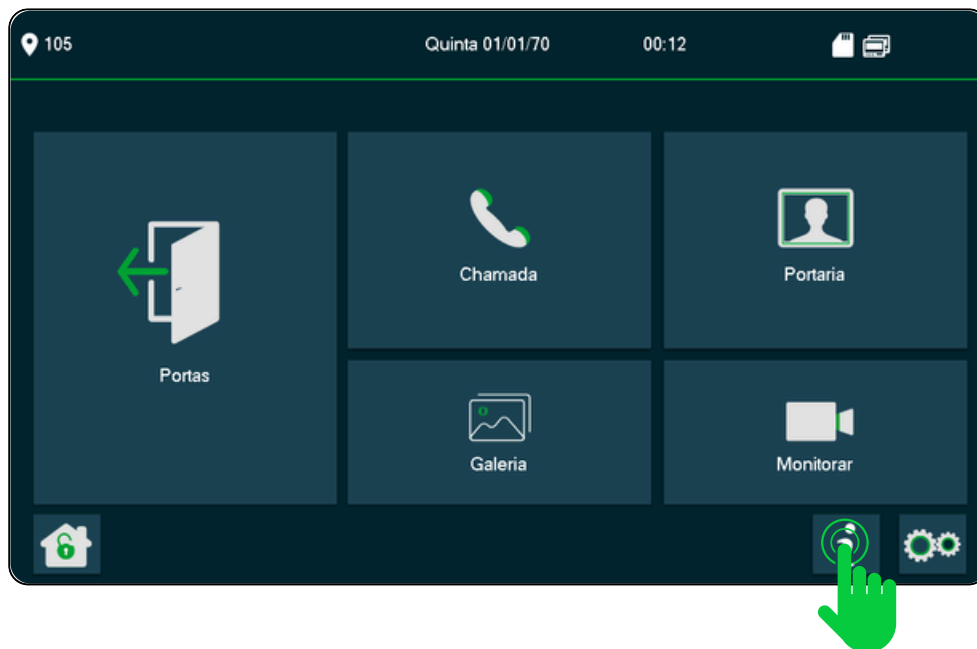 105
Quinta 01/01/70
00:12
Portas
Chamada
Portaria
Galeria
Monitorar